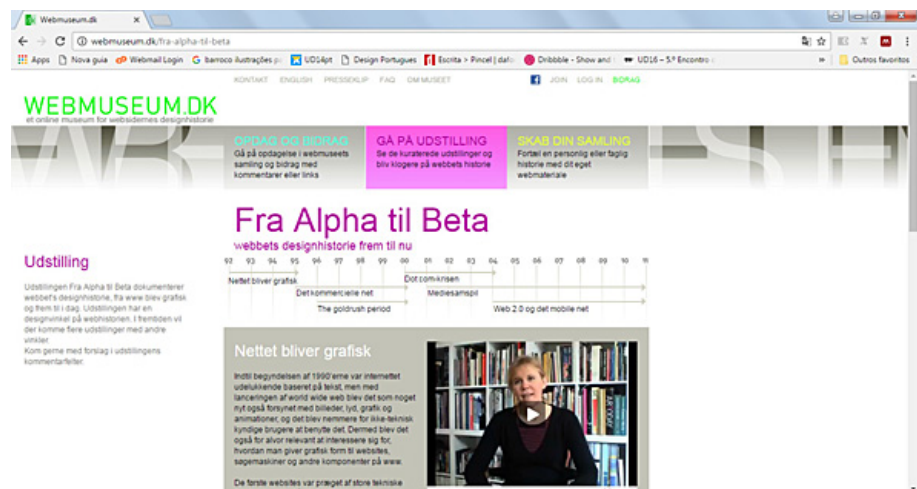 Webmuseum.dk
webmuseum.dk/fra-alpha-til-beta
Apps Nova guia Webmail Login barroco ilustrações p UD14pt Design Portugues Escrita > Pincel | dafo Dribbble - Show and UD16 – 5.º Encontro Outros favoritos
KONTAKT ENGLISH PRESSEKLIP FAQ OM MUSEET JOIN LOG IN BIDRAG
WEBMUSEUM.DK
et online museum for websidernes designhistorie
OPDAG OG BIDRAG
Gå på opdagelse i webmuseets
samling og bidrag med
kommentarer eller links
GÅ PÅ UDSTILLING
Se de kuraterede udstillinger og
bliv klogere på webbets historie
SKAB DIN SAMLING
Fortæl en personlig eller faglig
historie med dit eget
webmateriale
Fra Alpha til Beta
webbets designhistorie frem til nu
92 93 94 95 96 97 98 99 00 01 02 03 04 05 06 07 08 09 10 11
Nettet bliver grafisk
Dot com-krisen
Det kommercielle net
Mediesamspil
The goldrush period
Web 2.0 og det mobile net
Udstilling
Udstillingen Fra Alpha til Beta dokumenterer
webbet's designhistorie, fra www blev grafisk
og frem til i dag. Udstillingen har en
designvinkel på webhistorien. I fremtiden vil
der komme flere udstillinger med andre
vinkler.
Kom gerne med forslag i udstillingens
kommentarfelter.
Nettet bliver grafisk
Indtil begyndelsen af 1990'erne var internettet
udelukkende baseret på tekst, men med
lanceringen af world wide web blev det som noget
nyt også forsynet med billeder, lyd, grafik og
animationer, og det blev nemmere for ikke-teknisk
kyndige brugere at benytte det. Dermed blev det
også for alvor relevant at interessere sig for,
hvordan man giver grafisk form til websites,
søgemaskiner og andre komponenter på www.
De første websites var præget af store tekniske